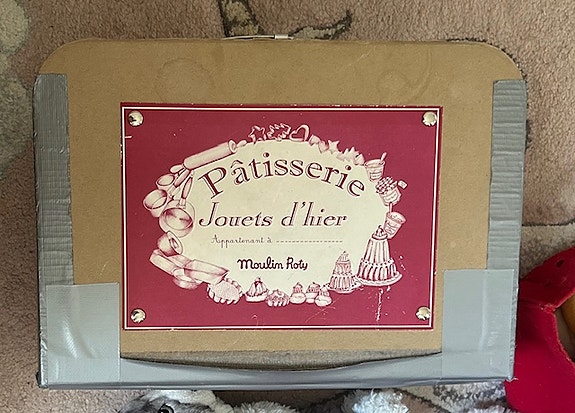 Pâtisserie
Jouets d'hier
Appartenant à ------------------
Moulin Roty